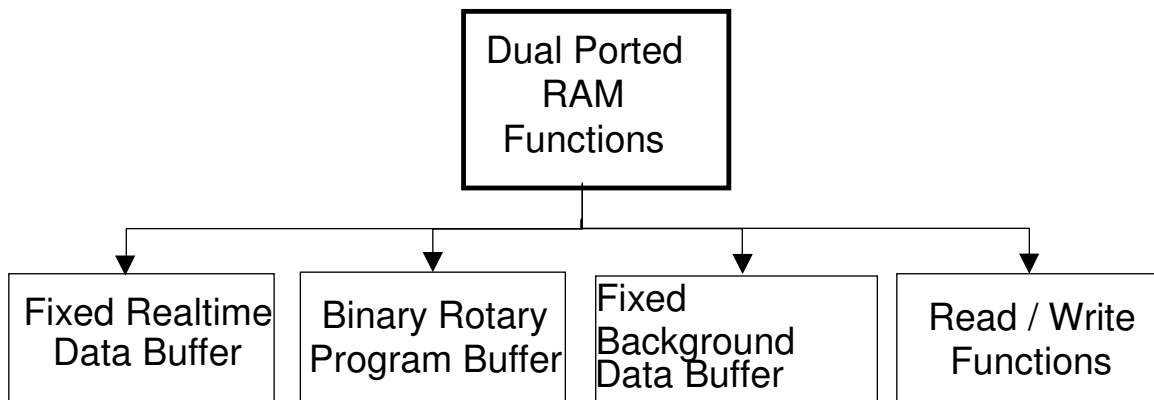 Dual Ported
RAM
Functions
Fixed Realtime
Data Buffer
Binary Rotary
Program Buffer
Fixed
Background
Data Buffer
Read / Write
Functions